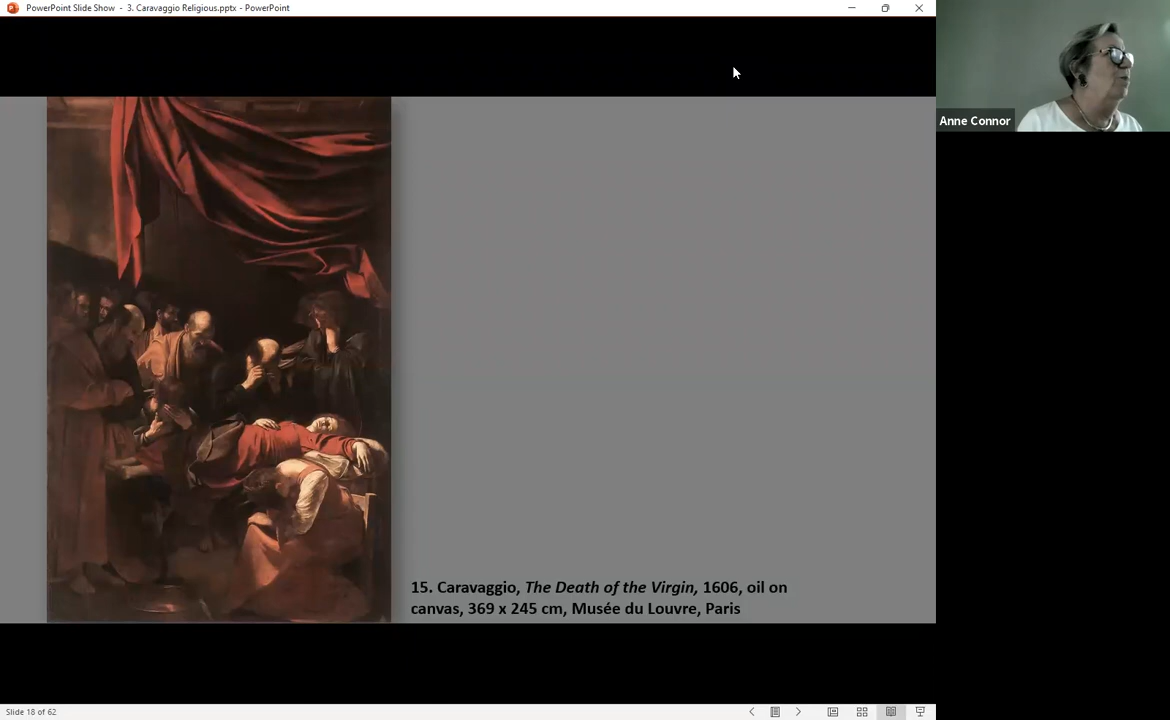 PowerPoint Slide Show - 3. Caravaggio Religious.pptx - PowerPoint
Anne Connor
15. Caravaggio, The Death of the Virgin, 1606, oil on
canvas, 369 x 245 cm, Musée du Louvre, Paris
Slide 18 of 62